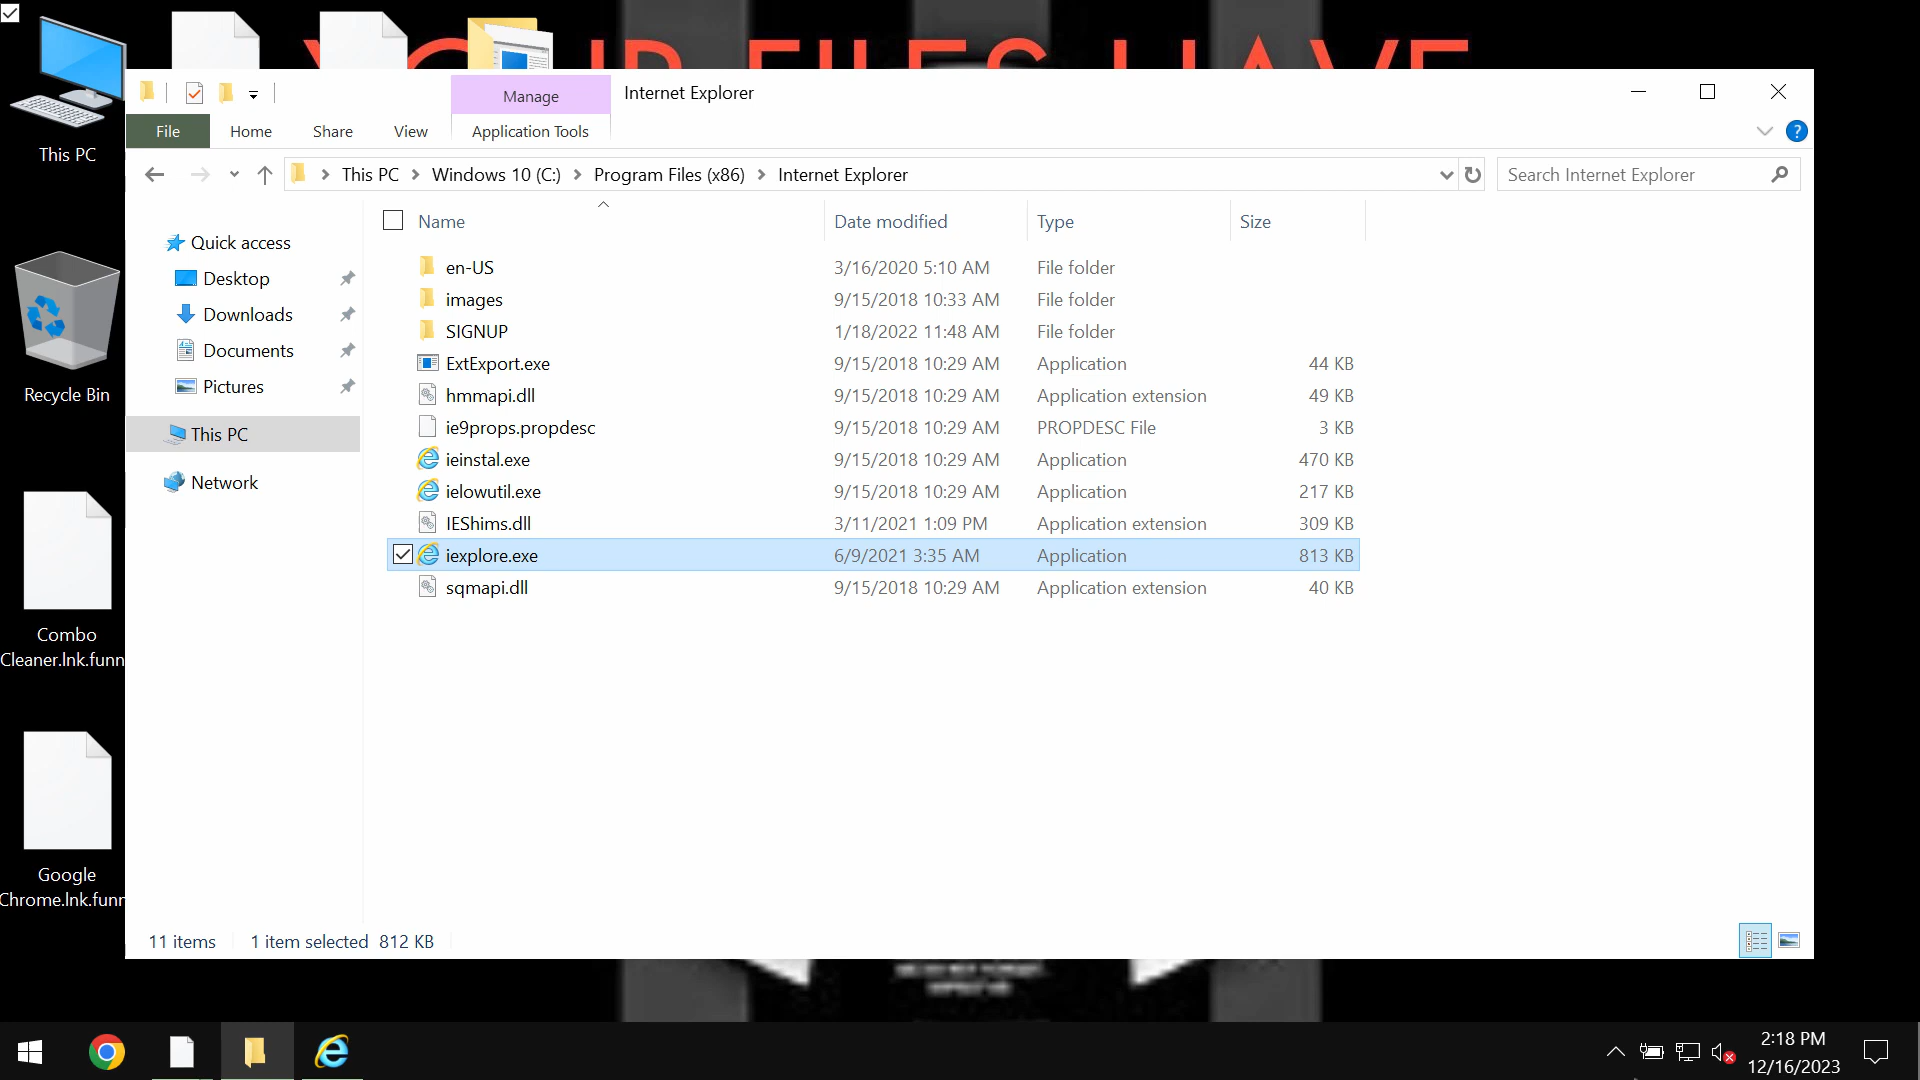 YOUR FILES HAVE
Manage
Internet Explorer
File
Home
Share
View
Application Tools
This PC
This PC
Windows 10 (C:)
Program Files (x86)
Internet Explorer
Search Internet Explorer
Name
Date modified
Type
Size
Quick access
Desktop
Downloads
Documents
Pictures
This PC
Network
en-US 3/16/2020 5:10 AM File folder
images 9/15/2018 10:33 AM File folder
SIGNUP 1/18/2022 11:48 AM File folder
ExtExport.exe 9/15/2018 10:29 AM Application 44 KB
hmmapi.dll 9/15/2018 10:29 AM Application extension 49 KB
ie9props.propdesc 9/15/2018 10:29 AM PROPDESC File 3 KB
ieinstal.exe 9/15/2018 10:29 AM Application 470 KB
ielowutil.exe 9/15/2018 10:29 AM Application 217 KB
IEShims.dll 3/11/2021 1:09 PM Application extension 309 KB
iexplore.exe 6/9/2021 3:35 AM Application 813 KB
sqmapi.dll 9/15/2018 10:29 AM Application extension 40 KB
Recycle Bin
Combo
Cleaner.lnk.funn
Google
Chrome.lnk.funn
11 items
1 item selected 812 KB
2:18 PM
12/16/2023